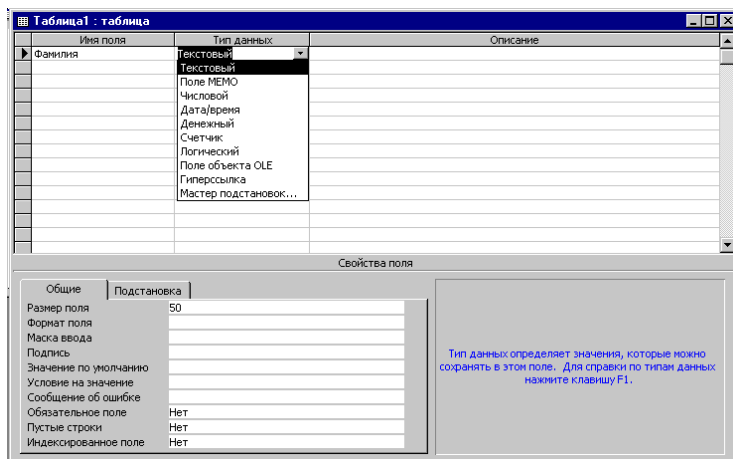 Таблица1 : таблица
Имя поля Тип данных Описание
Фамилия Текстовый
Текстовый
Поле МЕМО
Числовой
Дата/время
Денежный
Счетчик
Логический
Поле объекта OLE
Гиперссылка
Мастер подстановок...
Свойства поля
Общие Подстановка
Размер поля 50
Формат поля
Маска ввода
Подпись
Значение по умолчанию
Условие на значение
Сообщение об ошибке
Обязательное поле Нет
Пустые строки Нет
Индексированное поле Нет
Тип данных определяет значения, которые можно
сохранять в этом поле. Для справки по типам данных
нажмите клавишу F1.